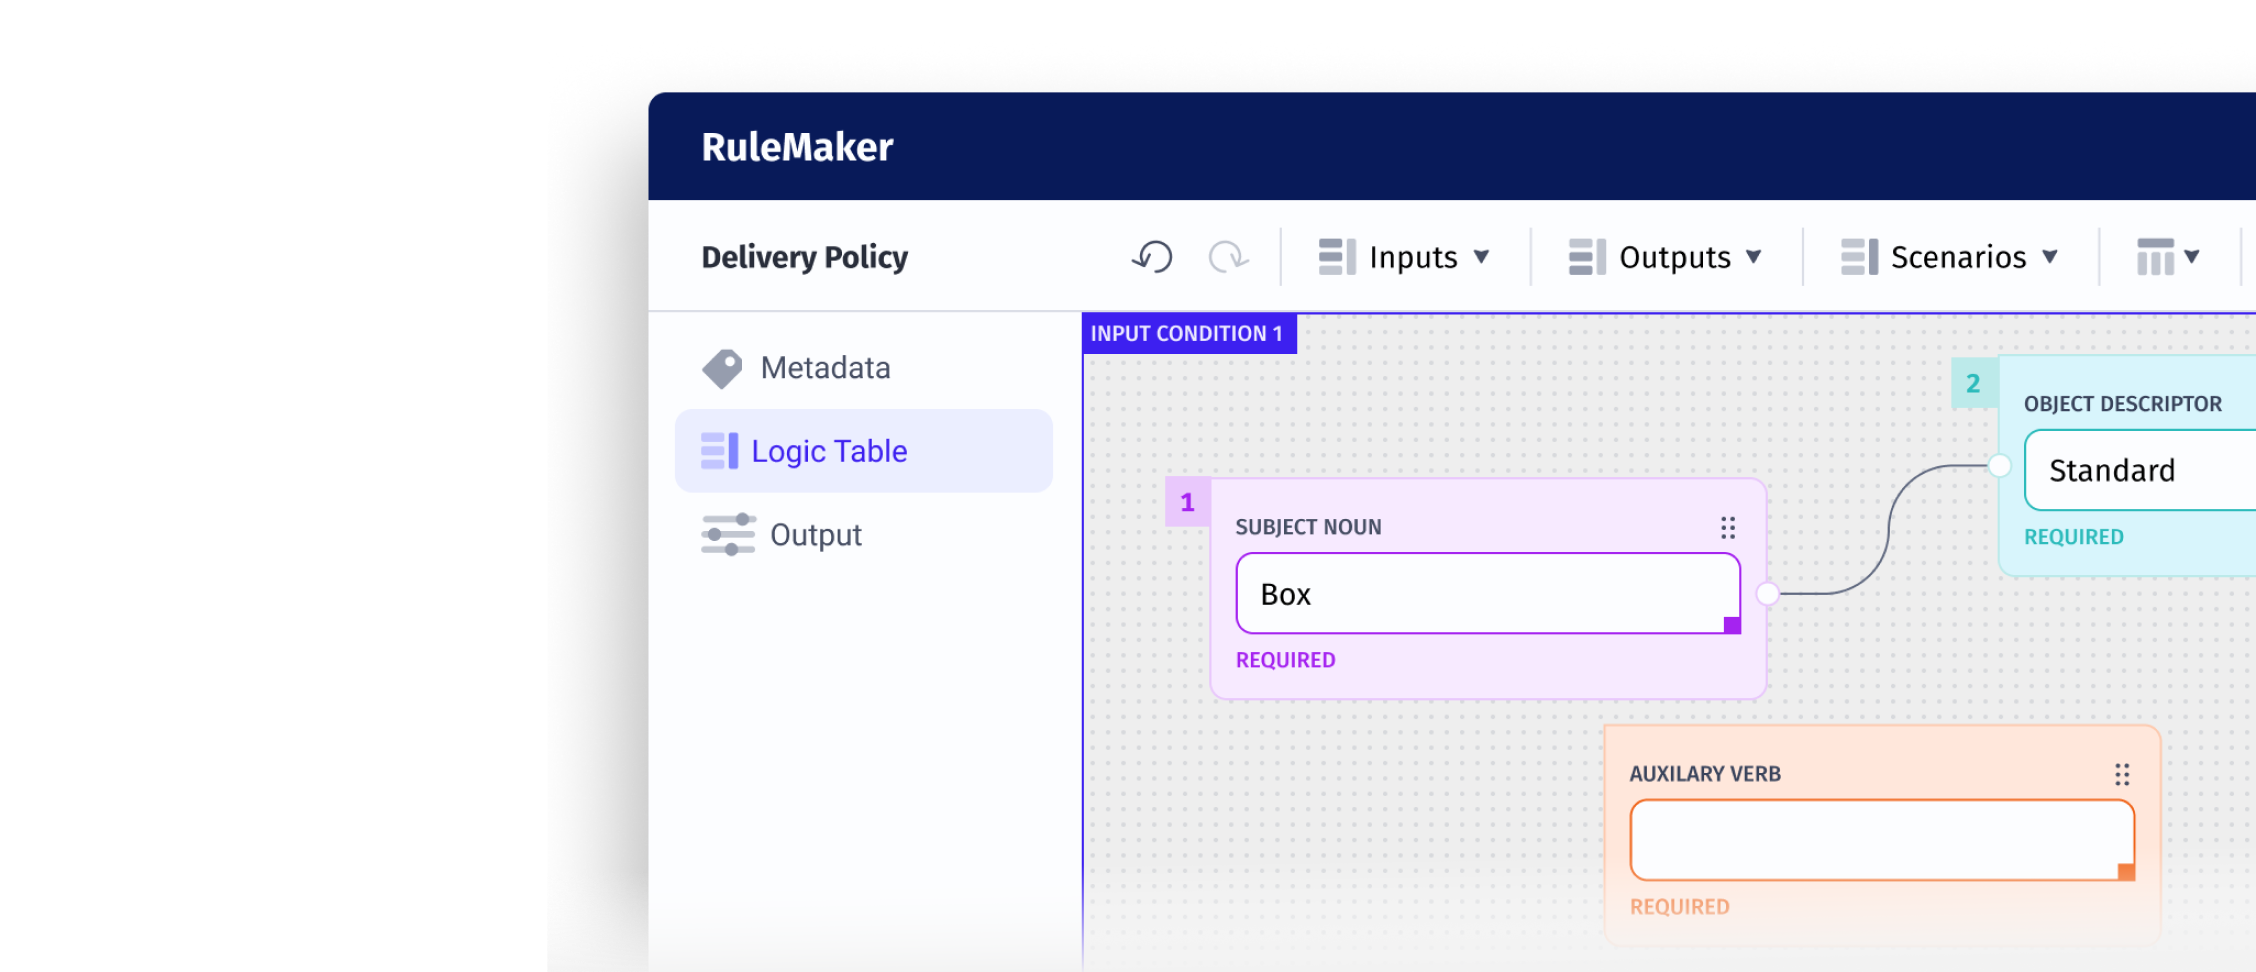 RuleMaker
Delivery Policy
Inputs
Outputs
Scenarios
Metadata
Logic Table
Output
INPUT CONDITION 1
1
SUBJECT NOUN
Box
REQUIRED
2
OBJECT DESCRIPTOR
Standard
REQUIRED
AUXILARY VERB
REQUIRED